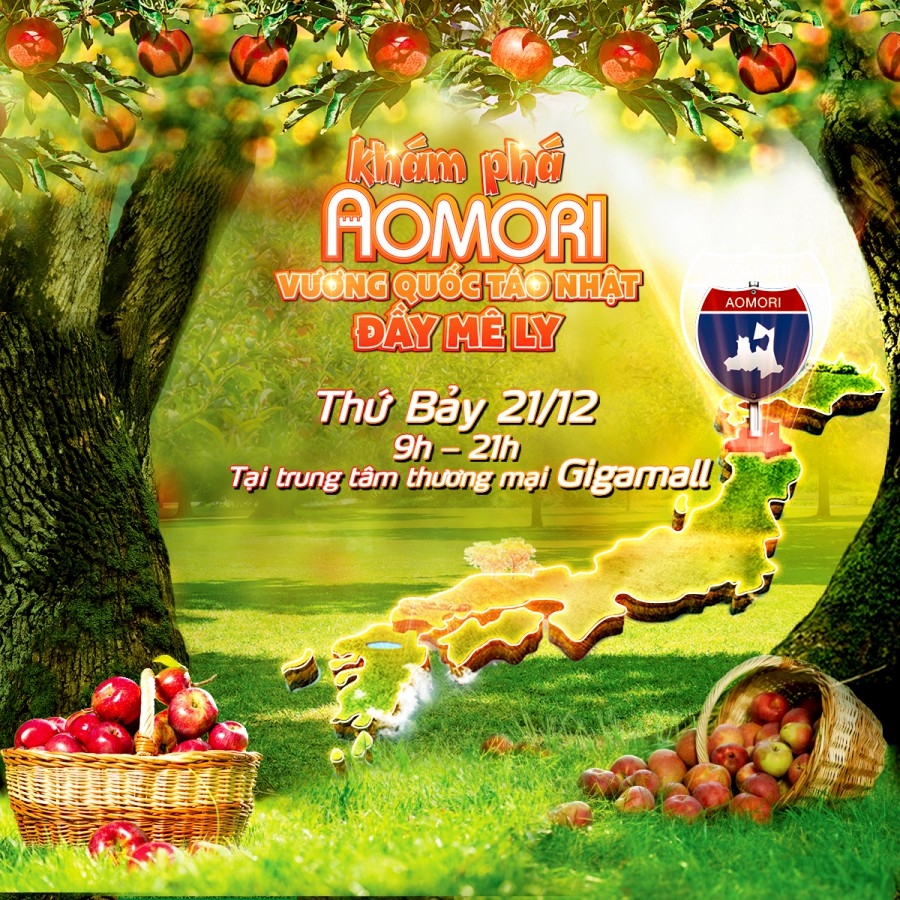 khám phá
AOMORI
VƯƠNG QUỐC TÁO NHẬT
ĐẦY MÊ LY
AOMORI
Thứ Bảy 21/12
9h – 21h
Tại trung tâm thương mại Gigamall